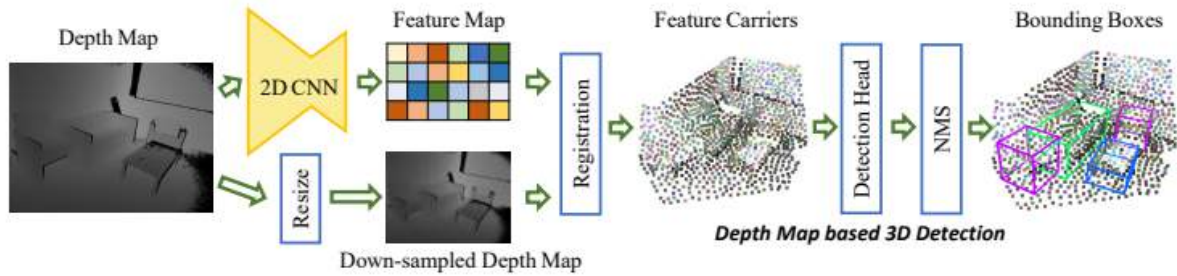 Depth Map
2D CNN
Feature Map
Resize
Down-sampled Depth Map
Registration
Feature Carriers
Detection Head
NMS
Bounding Boxes
Depth Map based 3D Detection